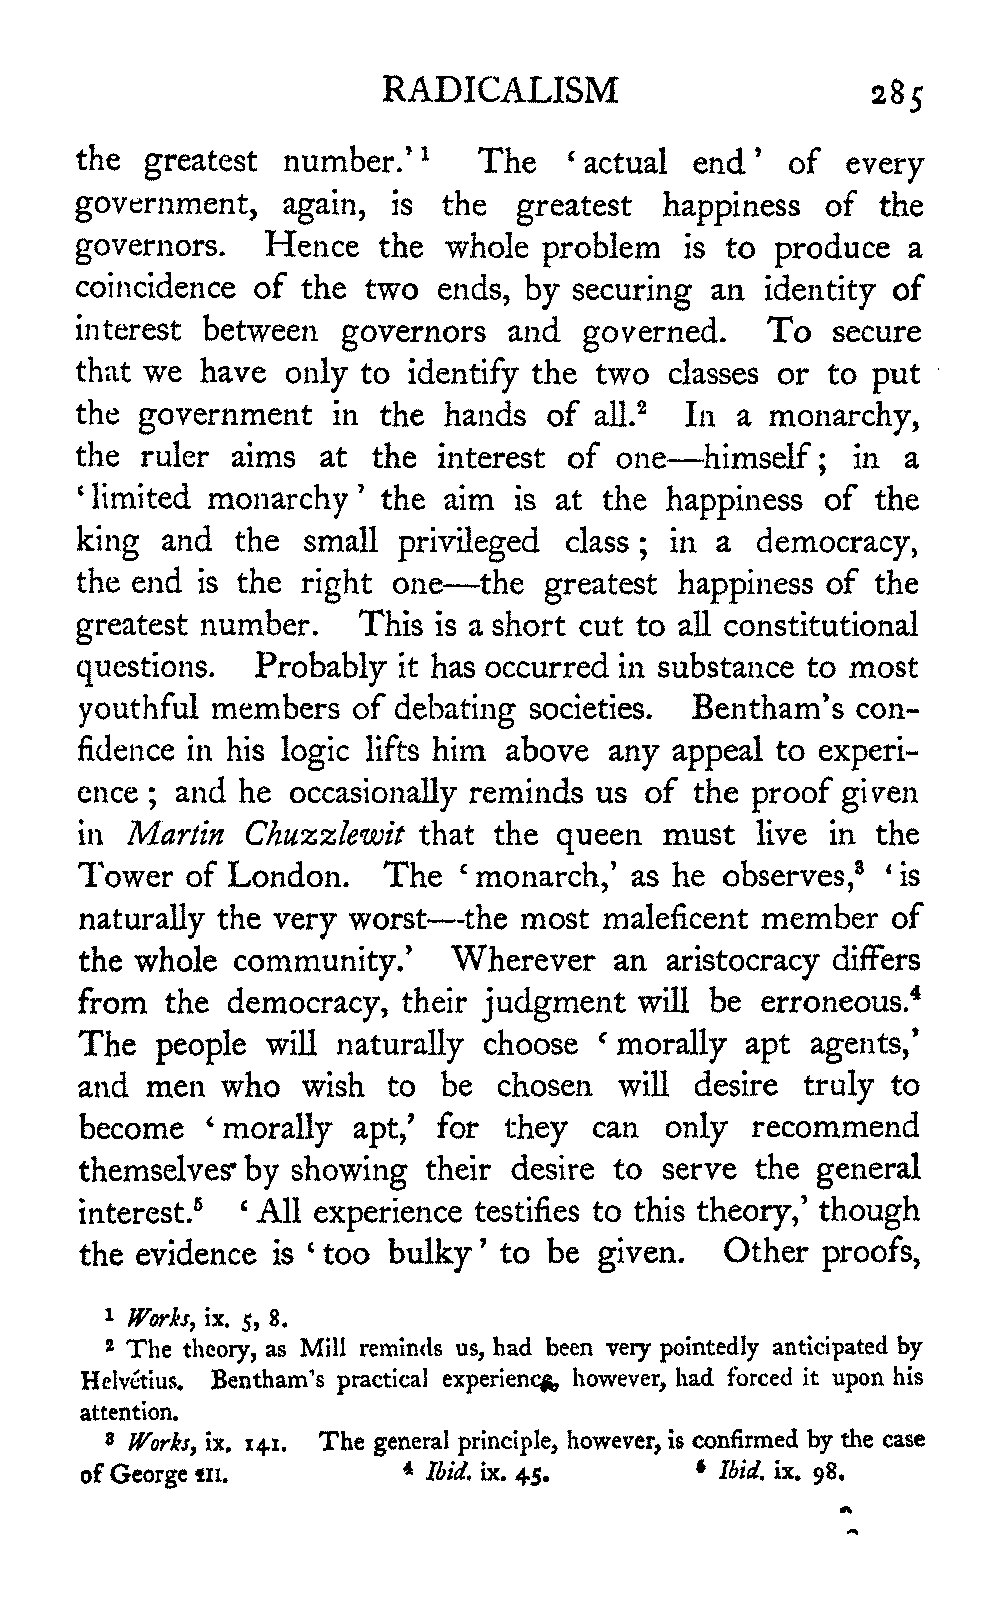 RADICALISM 285
the greatest number.’ ¹ The ‘actual end’ of every
government, again, is the greatest happiness of the
governors. Hence the whole problem is to produce a
coincidence of the two ends, by securing an identity of
interest between governors and governed. To secure
that we have only to identify the two classes or to put
the government in the hands of all.² In a monarchy,
the ruler aims at the interest of one—himself; in a
‘limited monarchy’ the aim is at the happiness of the
king and the small privileged class; in a democracy,
the end is the right one—the greatest happiness of the
greatest number. This is a short cut to all constitutional
questions. Probably it has occurred in substance to most
youthful members of debating societies. Bentham’s con-
fidence in his logic lifts him above any appeal to experi-
ence; and he occasionally reminds us of the proof given
in Martin Chuzzlewit that the queen must live in the
Tower of London. The ‘monarch,’ as he observes,³ ‘is
naturally the very worst—the most maleficent member of
the whole community.’ Wherever an aristocracy differs
from the democracy, their judgment will be erroneous.⁴
The people will naturally choose ‘morally apt agents,’
and men who wish to be chosen will desire truly to
become ‘morally apt,’ for they can only recommend
themselves by showing their desire to serve the general
interest.⁵ ‘All experience testifies to this theory,’ though
the evidence is ‘too bulky’ to be given. Other proofs,
¹ Works, ix. 5, 8.
² The theory, as Mill reminds us, had been very pointedly anticipated by
Helvétius. Bentham’s practical experience, however, had forced it upon his
attention.
³ Works, ix. 141. The general principle, however, is confirmed by the case
of George III. ⁴ Ibid. ix. 45. ⁵ Ibid. ix. 98.